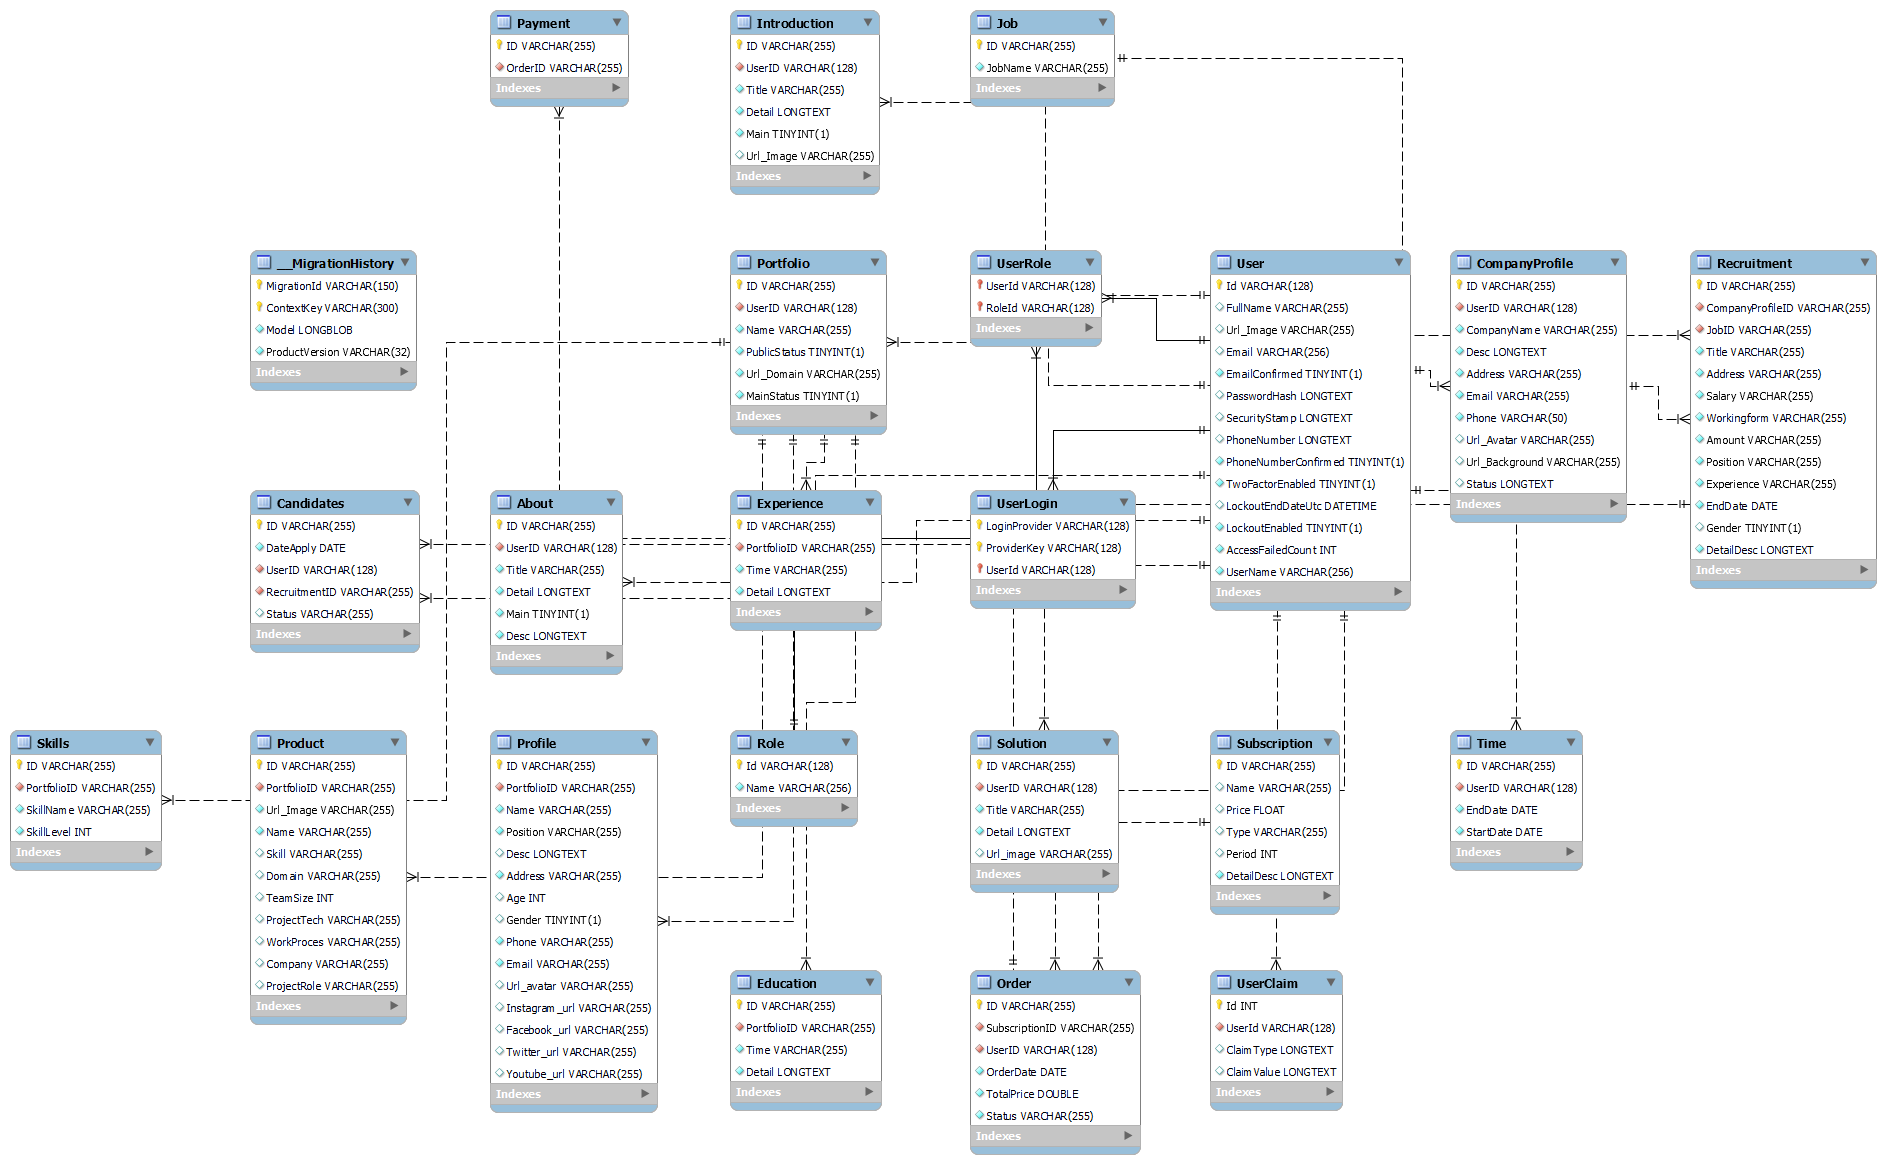 Payment
ID VARCHAR(255)
OrderID VARCHAR(255)
Indexes
Introduction
ID VARCHAR(255)
UserID VARCHAR(128)
Title VARCHAR(255)
Detail LONGTEXT
Main TINYINT(1)
Url_Image VARCHAR(255)
Indexes
Job
ID VARCHAR(255)
JobName VARCHAR(255)
Indexes
__MigrationHistory
MigrationId VARCHAR(150)
ContextKey VARCHAR(300)
Model LONGBLOB
ProductVersion VARCHAR(32)
Indexes
Portfolio
ID VARCHAR(255)
UserID VARCHAR(128)
Name VARCHAR(255)
PublicStatus TINYINT(1)
Url_Domain VARCHAR(255)
MainStatus TINYINT(1)
Indexes
UserRole
UserId VARCHAR(128)
RoleId VARCHAR(128)
Indexes
User
Id VARCHAR(128)
FullName VARCHAR(255)
Url_Image VARCHAR(255)
Email VARCHAR(256)
EmailConfirmed TINYINT(1)
PasswordHash LONGTEXT
SecurityStamp LONGTEXT
PhoneNumber LONGTEXT
PhoneNumberConfirmed TINYINT(1)
TwoFactorEnabled TINYINT(1)
LockoutEndDateUtc DATETIME
LockoutEnabled TINYINT(1)
AccessFailedCount INT
UserName VARCHAR(256)
Indexes
CompanyProfile
ID VARCHAR(255)
UserID VARCHAR(128)
CompanyName VARCHAR(255)
Desc LONGTEXT
Address VARCHAR(255)
Email VARCHAR(255)
Phone VARCHAR(50)
Url_Avatar VARCHAR(255)
Url_Background VARCHAR(255)
Status LONGTEXT
Indexes
Recruitment
ID VARCHAR(255)
CompanyProfileID VARCHAR(255)
JobID VARCHAR(255)
Title VARCHAR(255)
Address VARCHAR(255)
Salary VARCHAR(255)
Workingform VARCHAR(255)
Amount VARCHAR(255)
Position VARCHAR(255)
Experience VARCHAR(255)
EndDate DATE
Gender TINYINT(1)
DetailDesc LONGTEXT
Indexes
Candidates
ID VARCHAR(255)
DateApply DATE
UserID VARCHAR(128)
RecruitmentID VARCHAR(255)
Status VARCHAR(255)
Indexes
About
ID VARCHAR(255)
UserID VARCHAR(128)
Title VARCHAR(255)
Detail LONGTEXT
Main TINYINT(1)
Desc LONGTEXT
Indexes
Experience
ID VARCHAR(255)
PortfolioID VARCHAR(255)
Time VARCHAR(255)
Detail LONGTEXT
Indexes
UserLogin
LoginProvider VARCHAR(128)
ProviderKey VARCHAR(128)
UserId VARCHAR(128)
Indexes
Skills
ID VARCHAR(255)
PortfolioID VARCHAR(255)
SkillName VARCHAR(255)
SkillLevel INT
Indexes
Product
ID VARCHAR(255)
PortfolioID VARCHAR(255)
Url_Image VARCHAR(255)
Name VARCHAR(255)
Skill VARCHAR(255)
Domain VARCHAR(255)
TeamSize INT
ProjectTech VARCHAR(255)
WorkProces VARCHAR(255)
Company VARCHAR(255)
ProjectRole VARCHAR(255)
Indexes
Profile
ID VARCHAR(255)
PortfolioID VARCHAR(255)
Name VARCHAR(255)
Position VARCHAR(255)
Desc LONGTEXT
Address VARCHAR(255)
Age INT
Gender TINYINT(1)
Phone VARCHAR(255)
Email VARCHAR(255)
Url_avatar VARCHAR(255)
Instagram_url VARCHAR(255)
Facebook_url VARCHAR(255)
Twitter_url VARCHAR(255)
Youtube_url VARCHAR(255)
Indexes
Role
Id VARCHAR(128)
Name VARCHAR(256)
Indexes
Solution
ID VARCHAR(255)
UserID VARCHAR(128)
Title VARCHAR(255)
Detail LONGTEXT
Url_image VARCHAR(255)
Indexes
Subscription
ID VARCHAR(255)
Name VARCHAR(255)
Price FLOAT
Type VARCHAR(255)
Period INT
DetailDesc LONGTEXT
Indexes
Time
ID VARCHAR(255)
UserID VARCHAR(128)
EndDate DATE
StartDate DATE
Indexes
Education
ID VARCHAR(255)
PortfolioID VARCHAR(255)
Time VARCHAR(255)
Detail LONGTEXT
Indexes
Order
ID VARCHAR(255)
SubscriptionID VARCHAR(255)
UserID VARCHAR(128)
OrderDate DATE
TotalPrice DOUBLE
Status VARCHAR(255)
Indexes
UserClaim
Id INT
UserId VARCHAR(128)
ClaimType LONGTEXT
ClaimValue LONGTEXT
Indexes